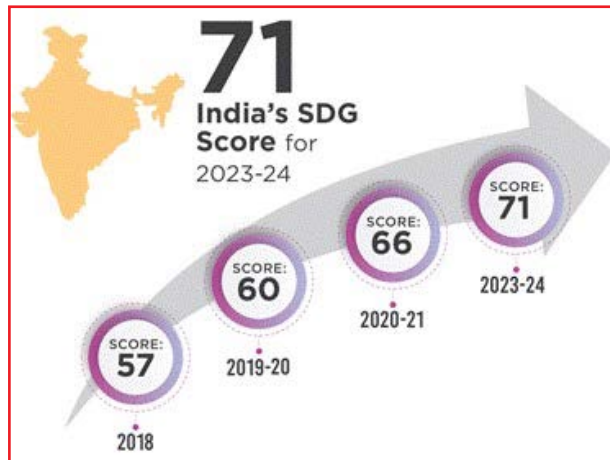 71
India's SDG
Score for
2023-24
SCORE:
57
2018
SCORE:
60
2019-20
SCORE:
66
2020-21
SCORE:
71
2023-24